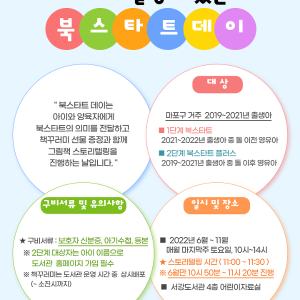 북스타트데이
" 북스타트 데이는
아이와 양육자에게
북스타트의 의미를 전달하고
책꾸러미 선물 증정과 함께
그림책 스토리텔링을
진행하는 날입니다. "
대 상
마포구 거주 2019~2021년 출생아
■ 1단계 북스타트
2021~2022년 출생아 중 돌 이전 영유아
■ 2단계 북스타트 플러스
2019~2021년 출생아 중 돌 이후 영유아
구비서류 및 유의사항
★ 구비서류 : 보호자 신분증, 아기수첩, 등본
※ 2단계 대상자는 아이 이름으로
도서관 홈페이지 가입 필수
※ 책꾸러미는 도서관 운영 시간 중 상시배포
(~ 소진시까지)
일시 및 장소
■ 2022년 6월 ~ 11월
매월 마지막주 토요일, 10시~14시
★ 스토리텔링 시간 ( 11:00 ~ 11:30 )
※ 6월만 10시 50분 ~ 11시 20분 진행
■ 서강도서관 4층 어린이자료실